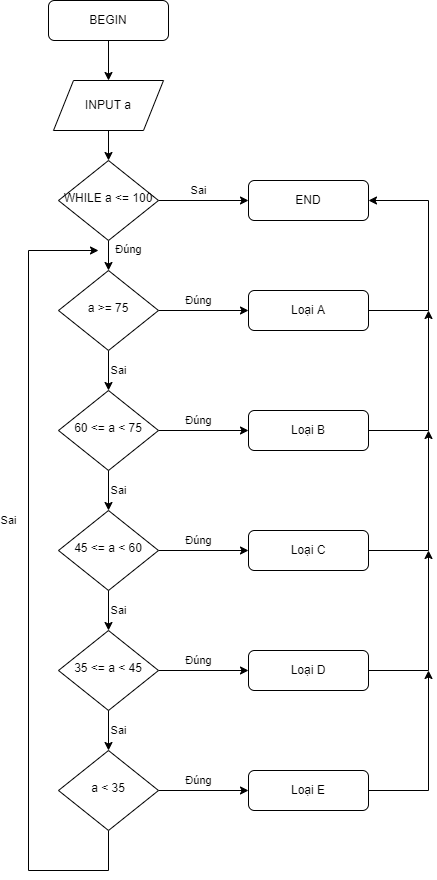 BEGIN
INPUT a
WHILE a <= 100
Sai
END
Đúng
a >= 75
Đúng
Loại A
Sai
60 <= a < 75
Đúng
Loại B
Sai
45 <= a < 60
Đúng
Loại C
Sai
Sai
35 <= a < 45
Đúng
Loại D
Sai
a < 35
Đúng
Loại E